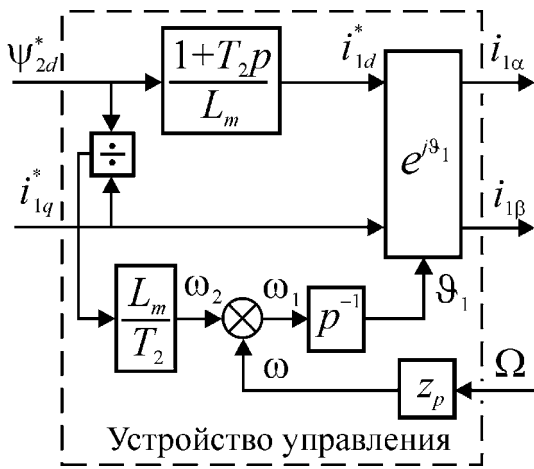 ψ*2d
1+T2p
Lm
i*1d
i1α
÷
e^jϑ1
i*1q
i1β
Lm
T2
ω2
ω1
p^-1
ϑ1
ω
zp
Ω
Устройство управления